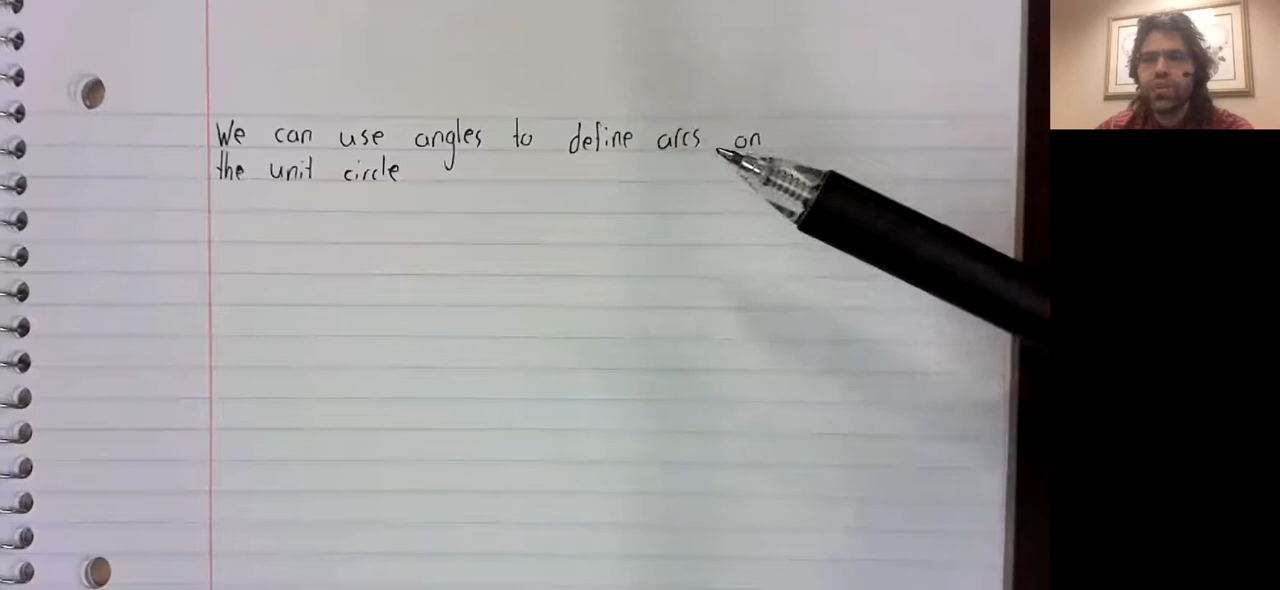 We can use angles to define arcs on
the unit circle